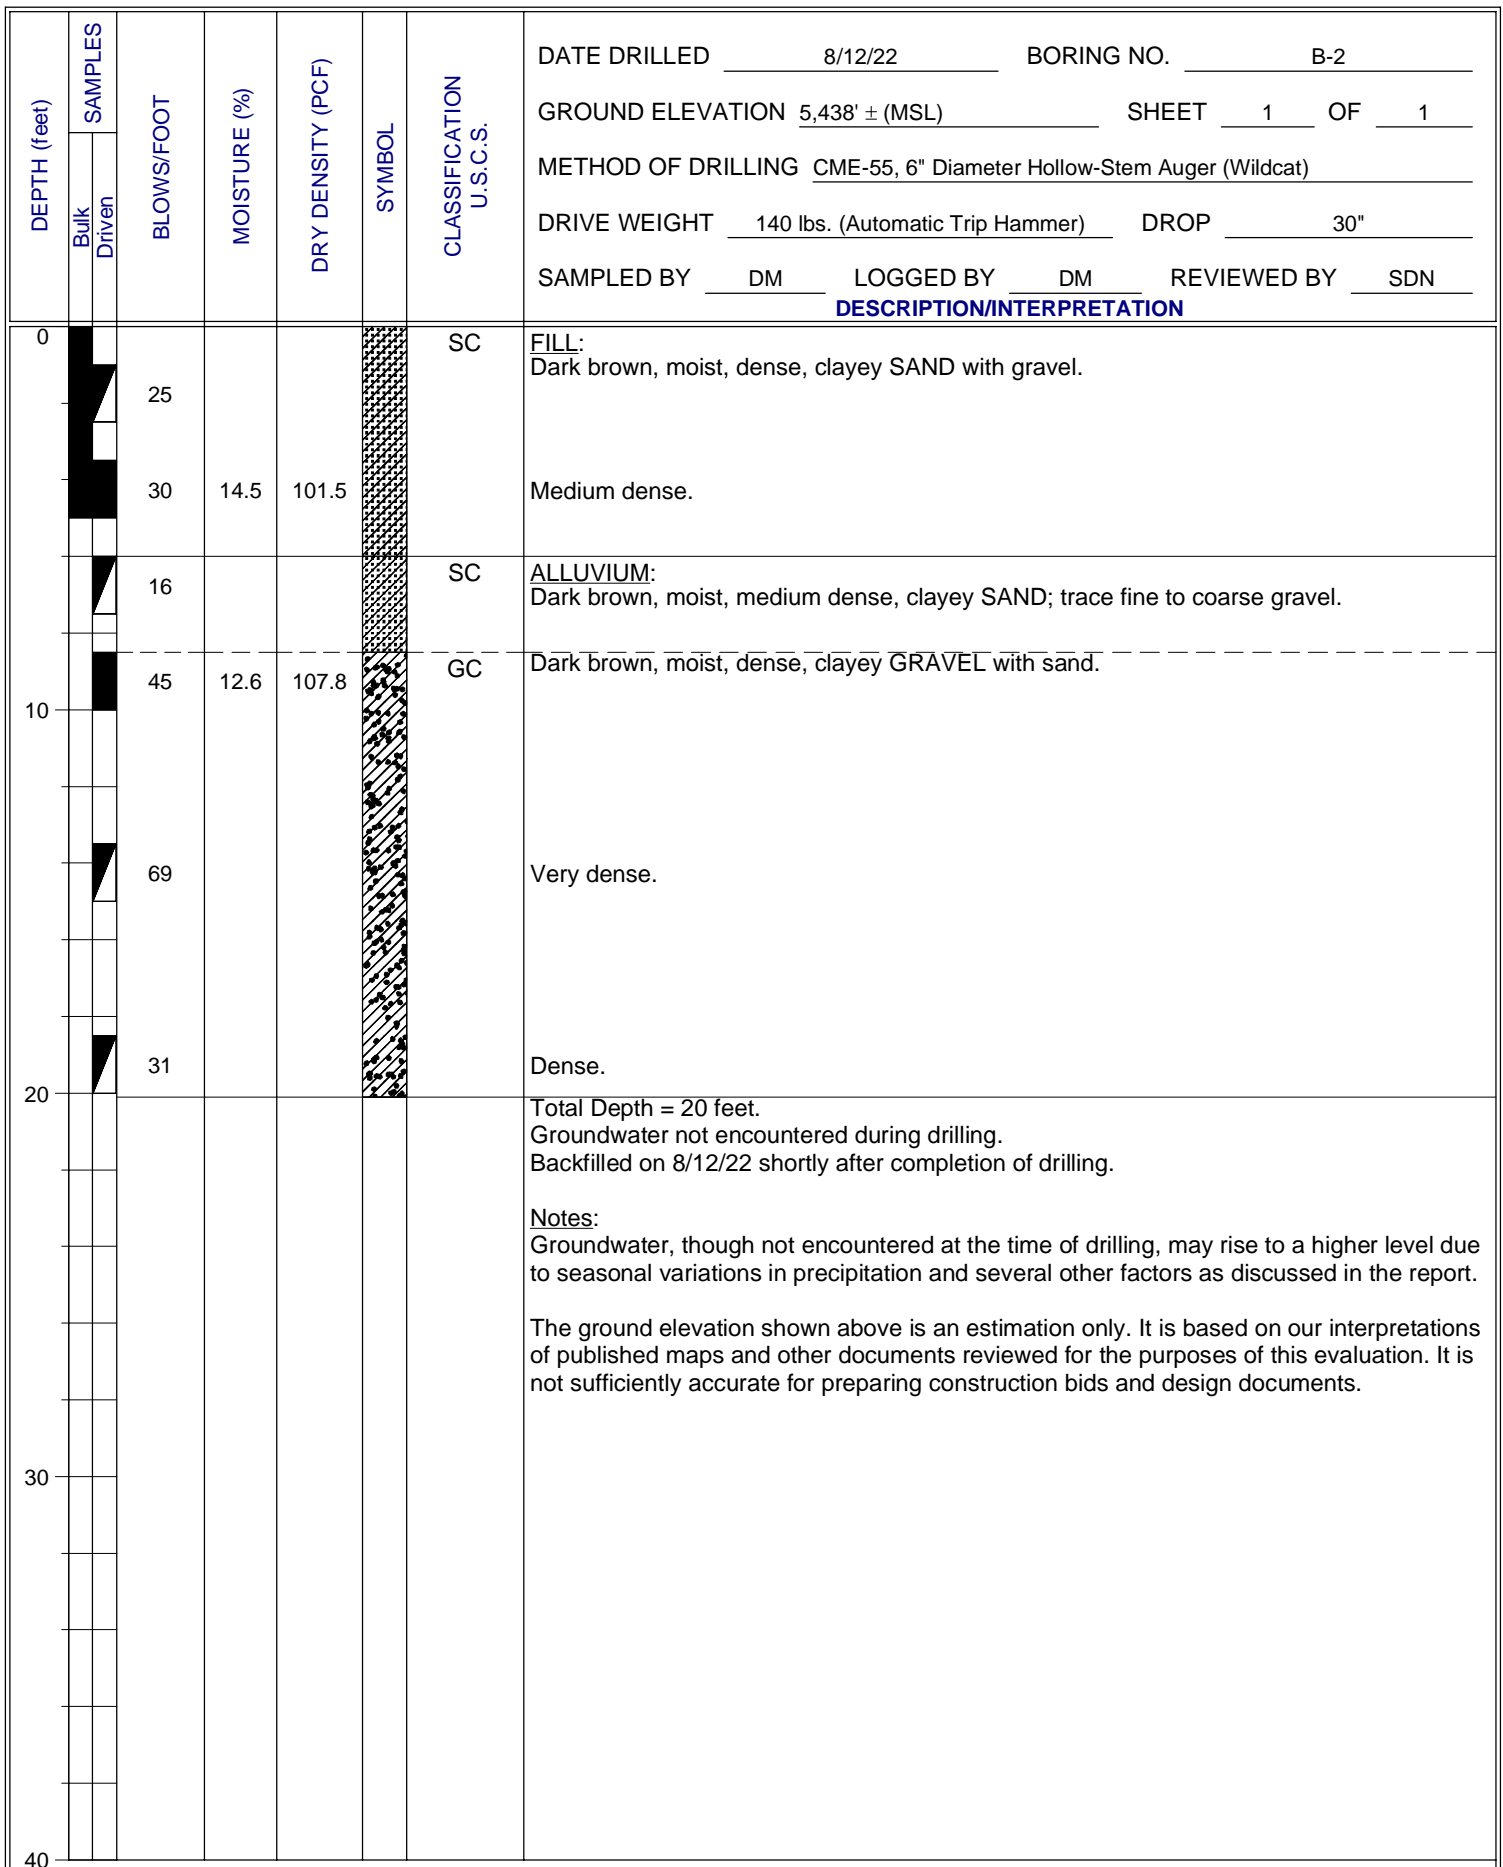 DEPTH (feet)
SAMPLES
Bulk
Driven
BLOWS/FOOT
MOISTURE (%)
DRY DENSITY (PCF)
SYMBOL
CLASSIFICATION
U.S.C.S.
DATE DRILLED 8/12/22 BORING NO. B-2
GROUND ELEVATION 5,438' ± (MSL) SHEET 1 OF 1
METHOD OF DRILLING CME-55, 6" Diameter Hollow-Stem Auger (Wildcat)
DRIVE WEIGHT 140 lbs. (Automatic Trip Hammer) DROP 30"
SAMPLED BY DM LOGGED BY DM REVIEWED BY SDN
DESCRIPTION/INTERPRETATION
0 SC FILL:
Dark brown, moist, dense, clayey SAND with gravel.
25
30 14.5 101.5 Medium dense.
SC ALLUVIUM:
16 Dark brown, moist, medium dense, clayey SAND; trace fine to coarse gravel.
GC Dark brown, moist, dense, clayey GRAVEL with sand.
45 12.6 107.8
10
69 Very dense.
31 Dense.
20
Total Depth = 20 feet.
Groundwater not encountered during drilling.
Backfilled on 8/12/22 shortly after completion of drilling.
Notes:
Groundwater, though not encountered at the time of drilling, may rise to a higher level due
to seasonal variations in precipitation and several other factors as discussed in the report.
The ground elevation shown above is an estimation only. It is based on our interpretations
of published maps and other documents reviewed for the purposes of this evaluation. It is
not sufficiently accurate for preparing construction bids and design documents.
30
40